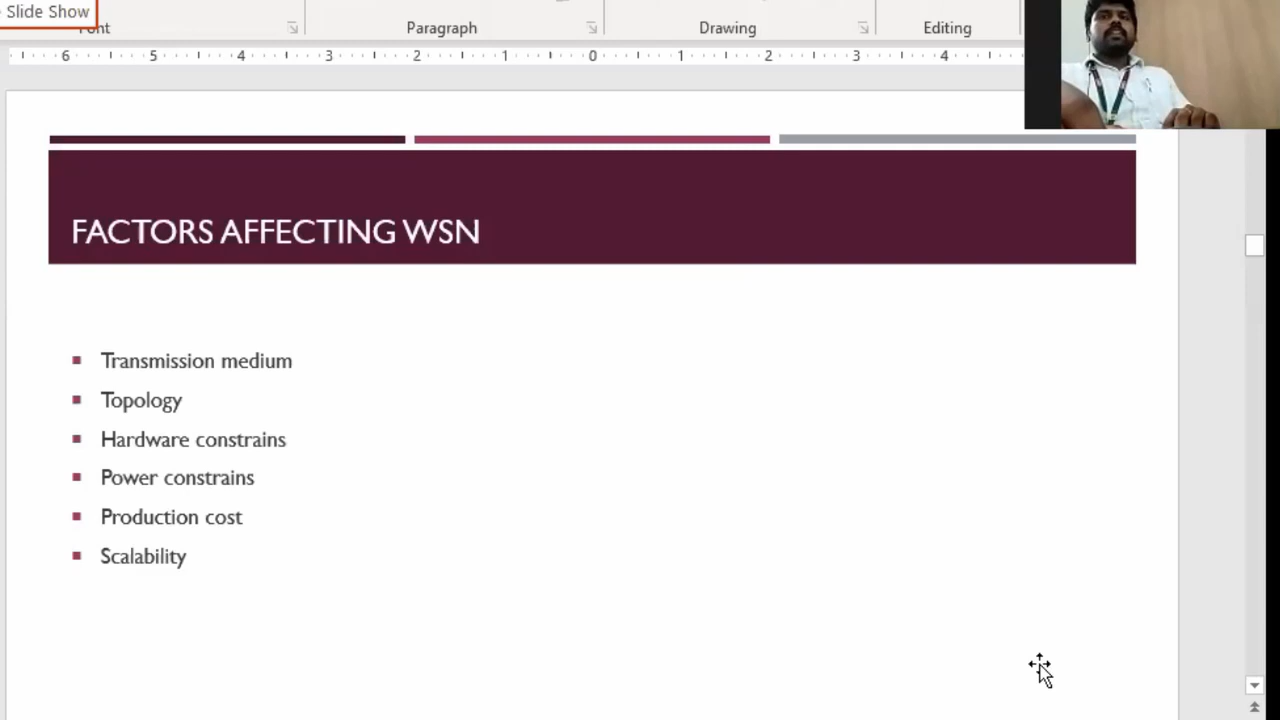 Slide Show
Font
Paragraph
Drawing
Editing
6 5 4 3 2 1 0 1 2 3 4
FACTORS AFFECTING WSN
Transmission medium
Topology
Hardware constrains
Power constrains
Production cost
Scalability